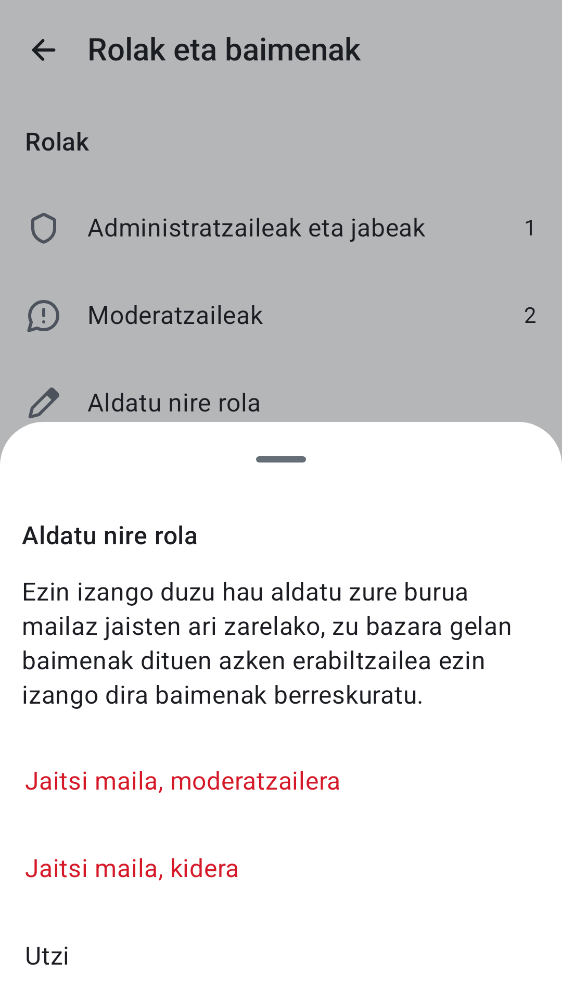 Rolak eta baimenak
Rolak
Administratzaileak eta jabeak 1
Moderatzaileak 2
Aldatu nire rola
Aldatu nire rola
Ezin izango duzu hau aldatu zure burua
mailaz jaisten ari zarelako, zu bazara gelan
baimenak dituen azken erabiltzailea ezin
izango dira baimenak berreskuratu.
Jaitsi maila, moderatzailera
Jaitsi maila, kidera
Utzi